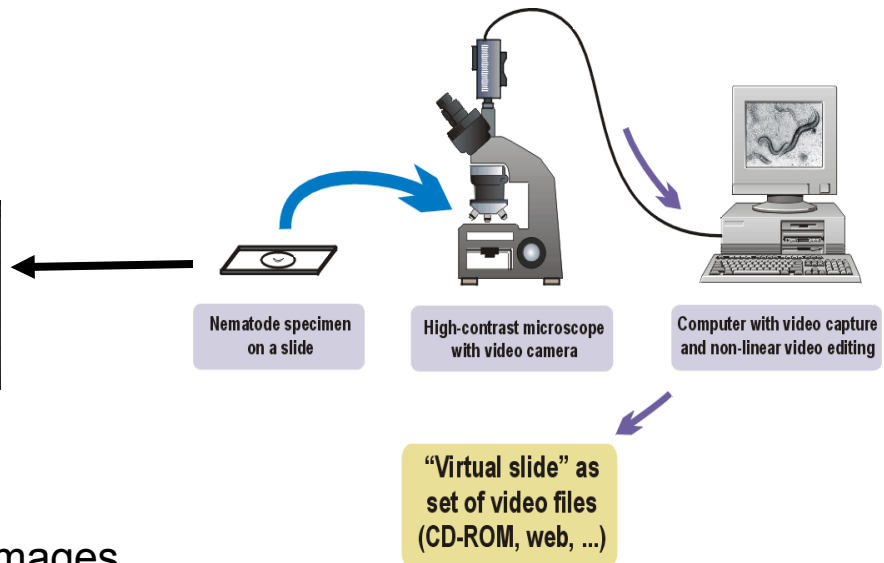 Nematode specimen
on a slide
High-contrast microscope
with video camera
Computer with video capture
and non-linear video editing
“Virtual slide” as
set of video files
(CD-ROM, web, ...)